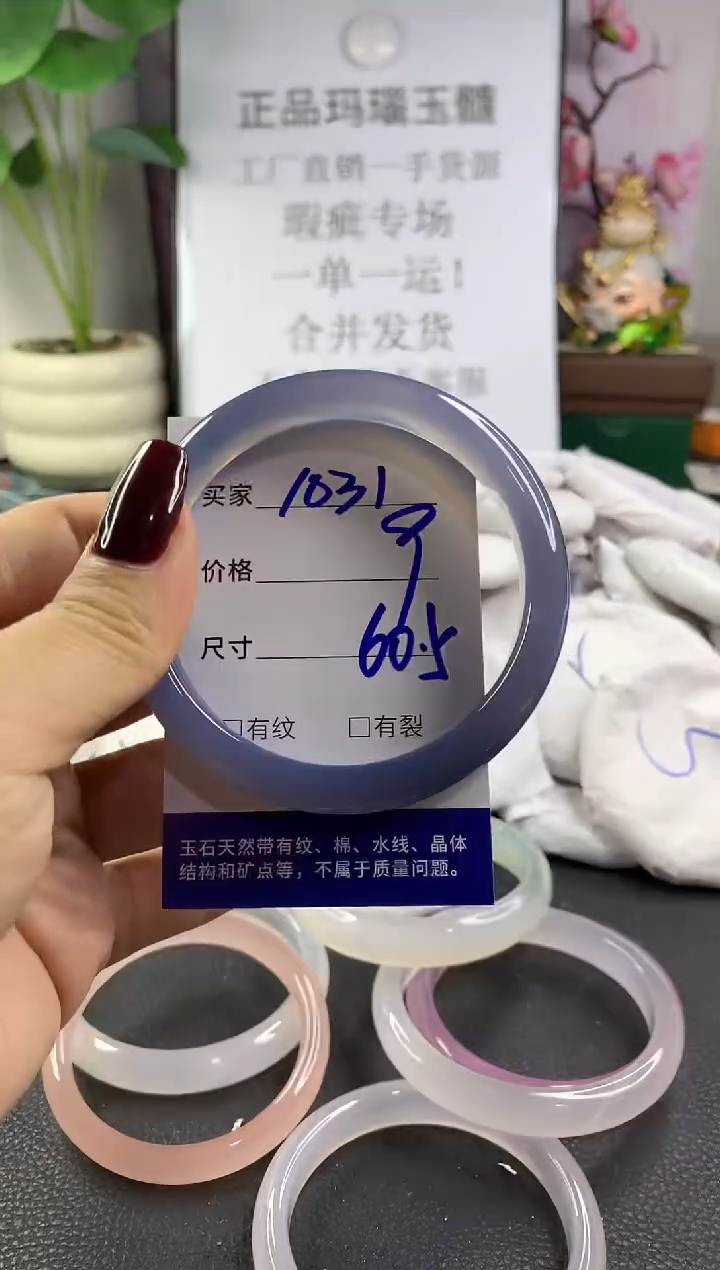 正品玛瑙玉髓
工厂直销一手货源
瑕疵专场
一单一运！
合并发货
买家 1031
价格
尺寸 60.5
□有纹 □有裂
玉石天然带有纹、棉、水线、晶体
结构和矿点等，不属于质量问题。